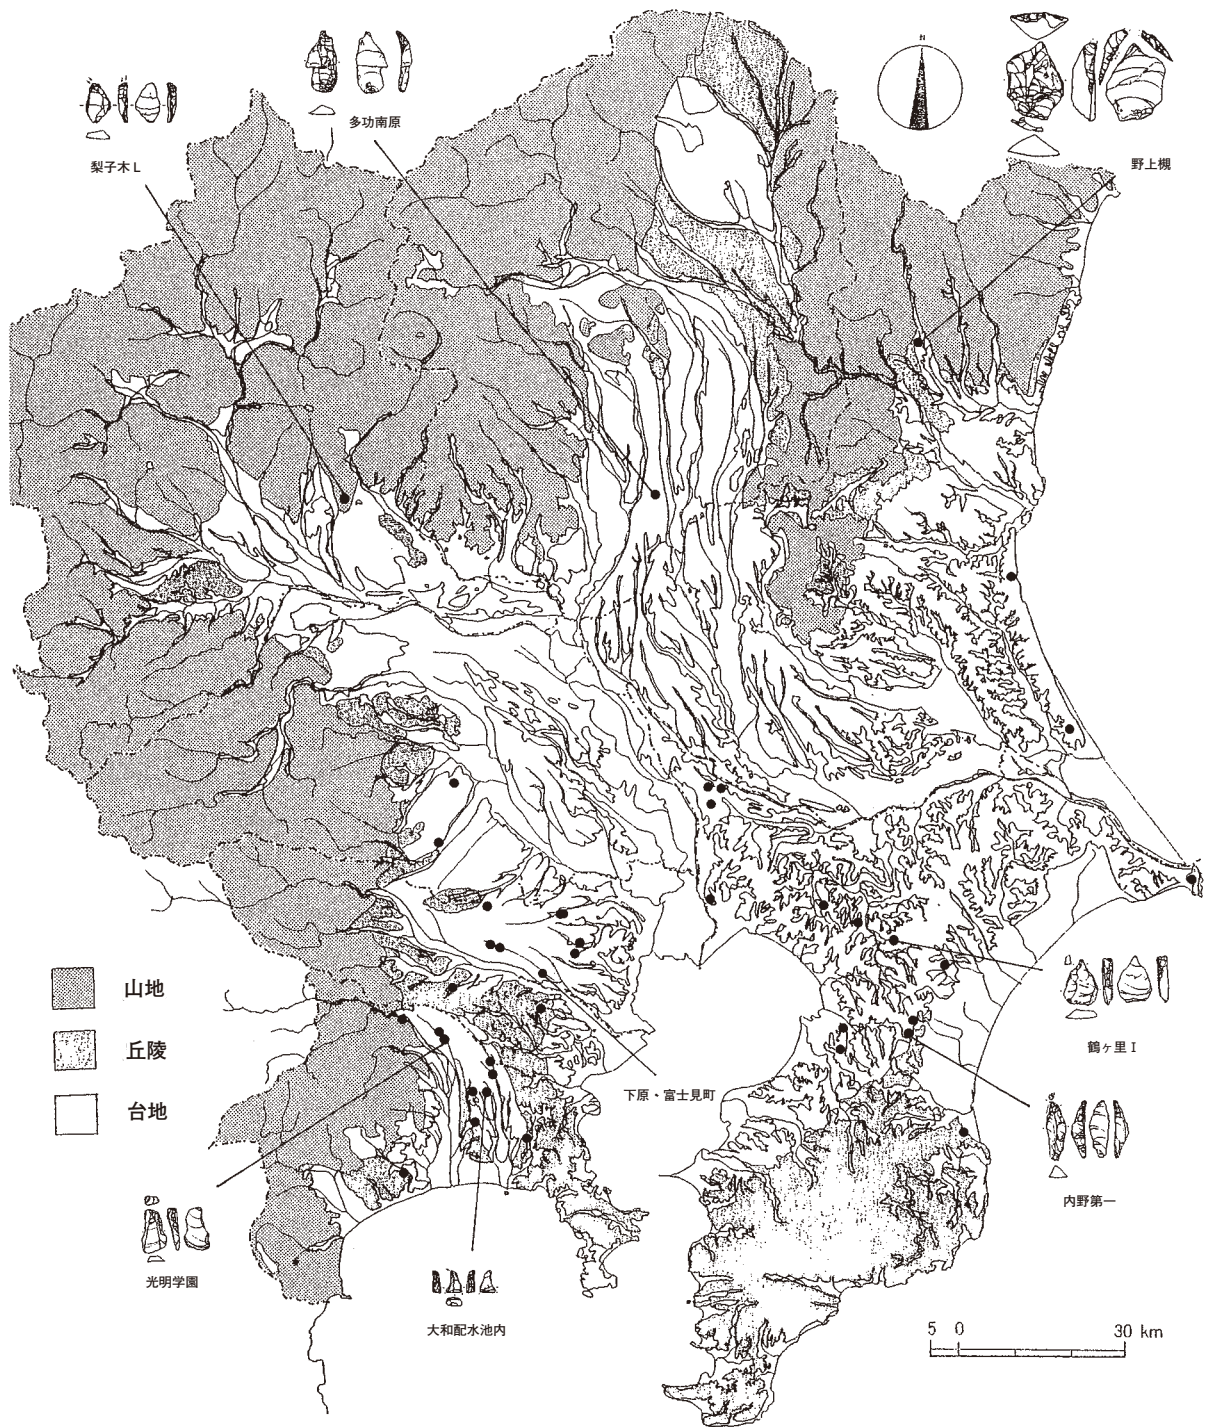 N
多功南原
梨子木L
野上槻
山地
丘陵
台地
鶴ヶ里I
下原・富士見町
内野第一
光明学園
大和配水池内
5 0 30 km